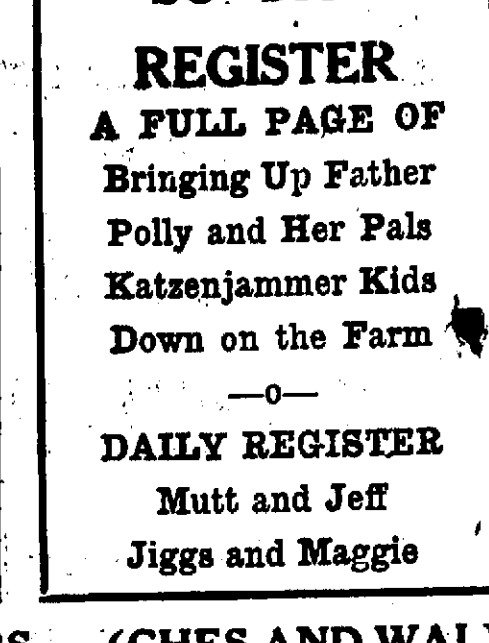 REGISTER
A FULL PAGE OF
Bringing Up Father
Polly and Her Pals
Katzenjammer Kids
Down on the Farm
—o—
DAILY REGISTER
Mutt and Jeff
Jiggs and Maggie
AND